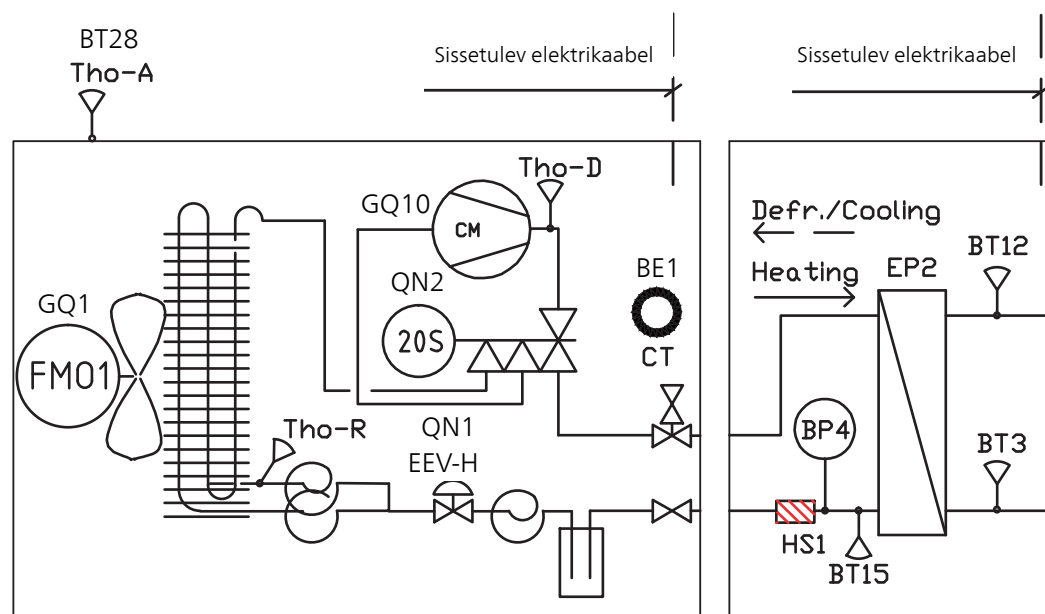 BT28
Tho-A
Sissetulev elektrikaabel
Sissetulev elektrikaabel
Tho-D
GQ10
CM
Defr./Cooling
Heating
EP2
BT12
BE1
QN2
GQ1
20S
CT
FMO1
Tho-R
QN1
EEV-H
BP4
BT3
HS1
BT15